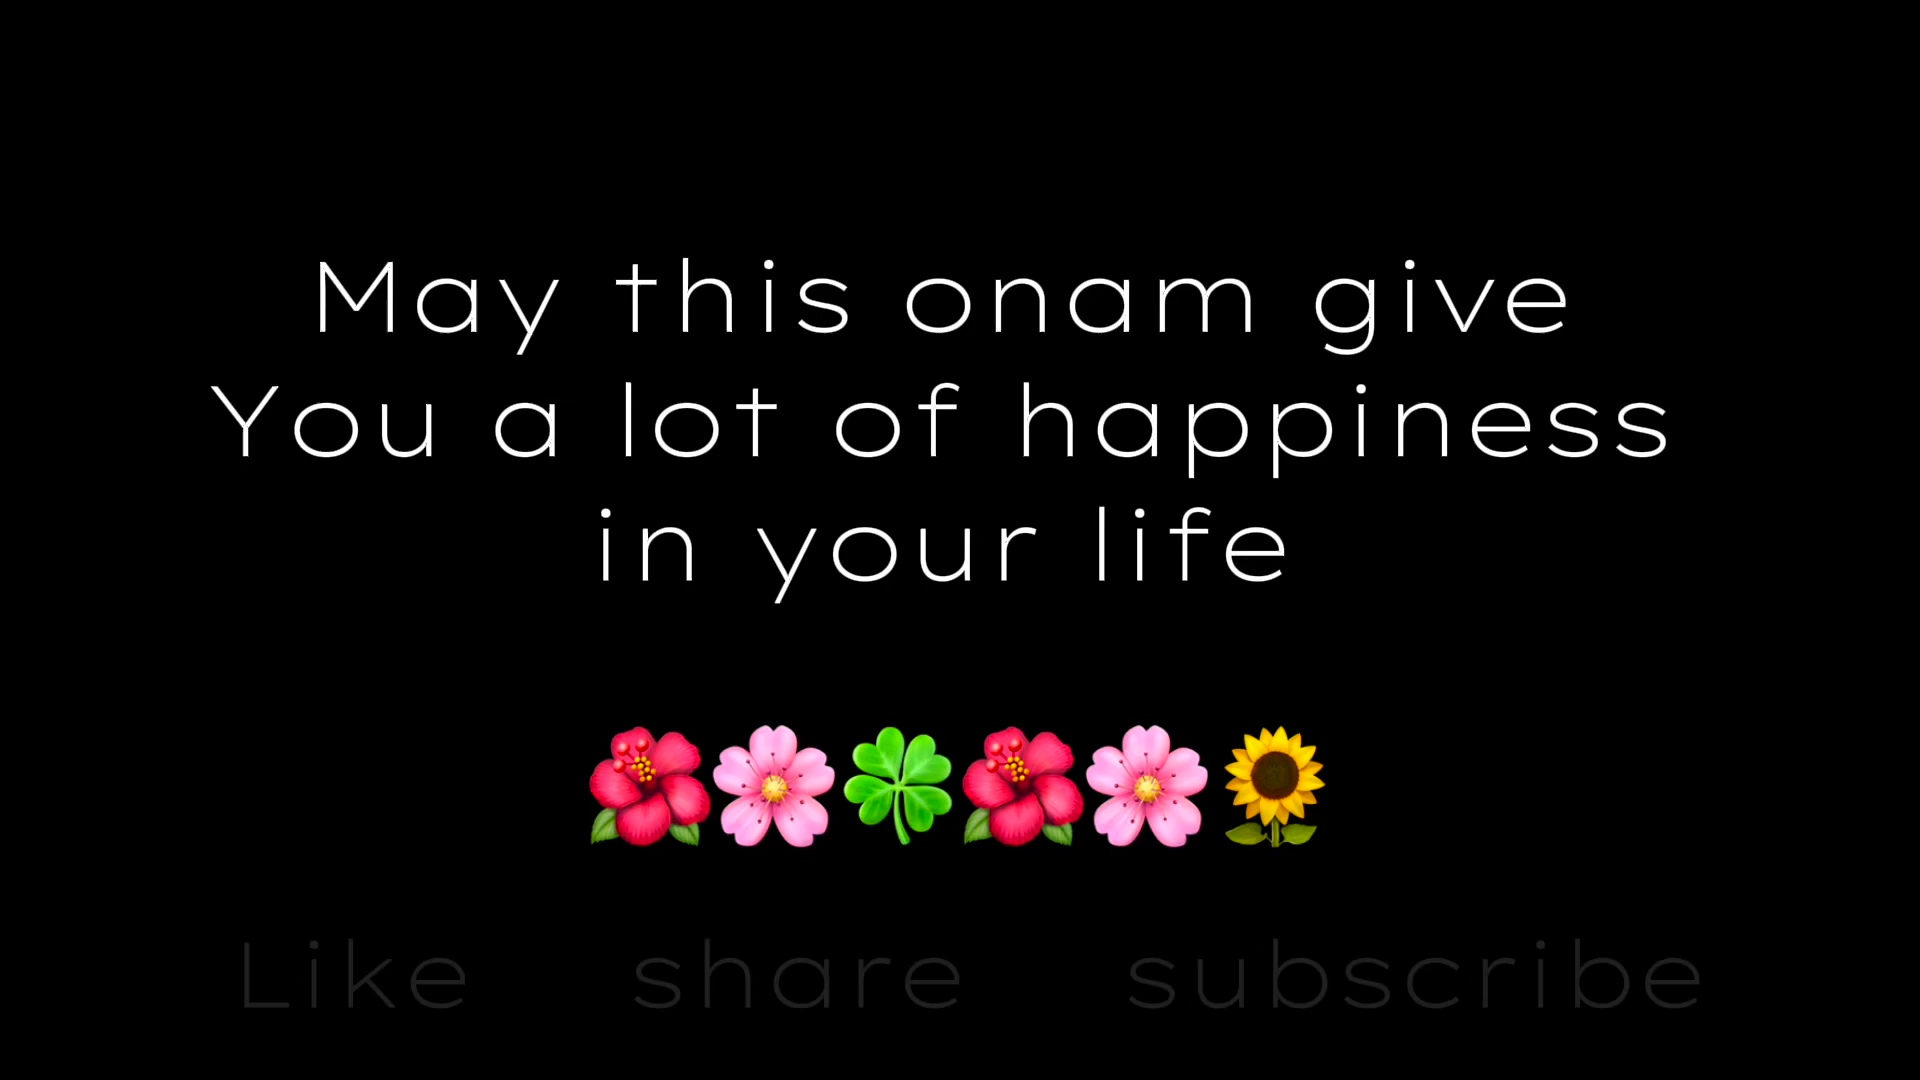 May this onam give
You a lot of happiness
in your life
🌺🌸🍀🌺🌸🌻
Like share subscribe